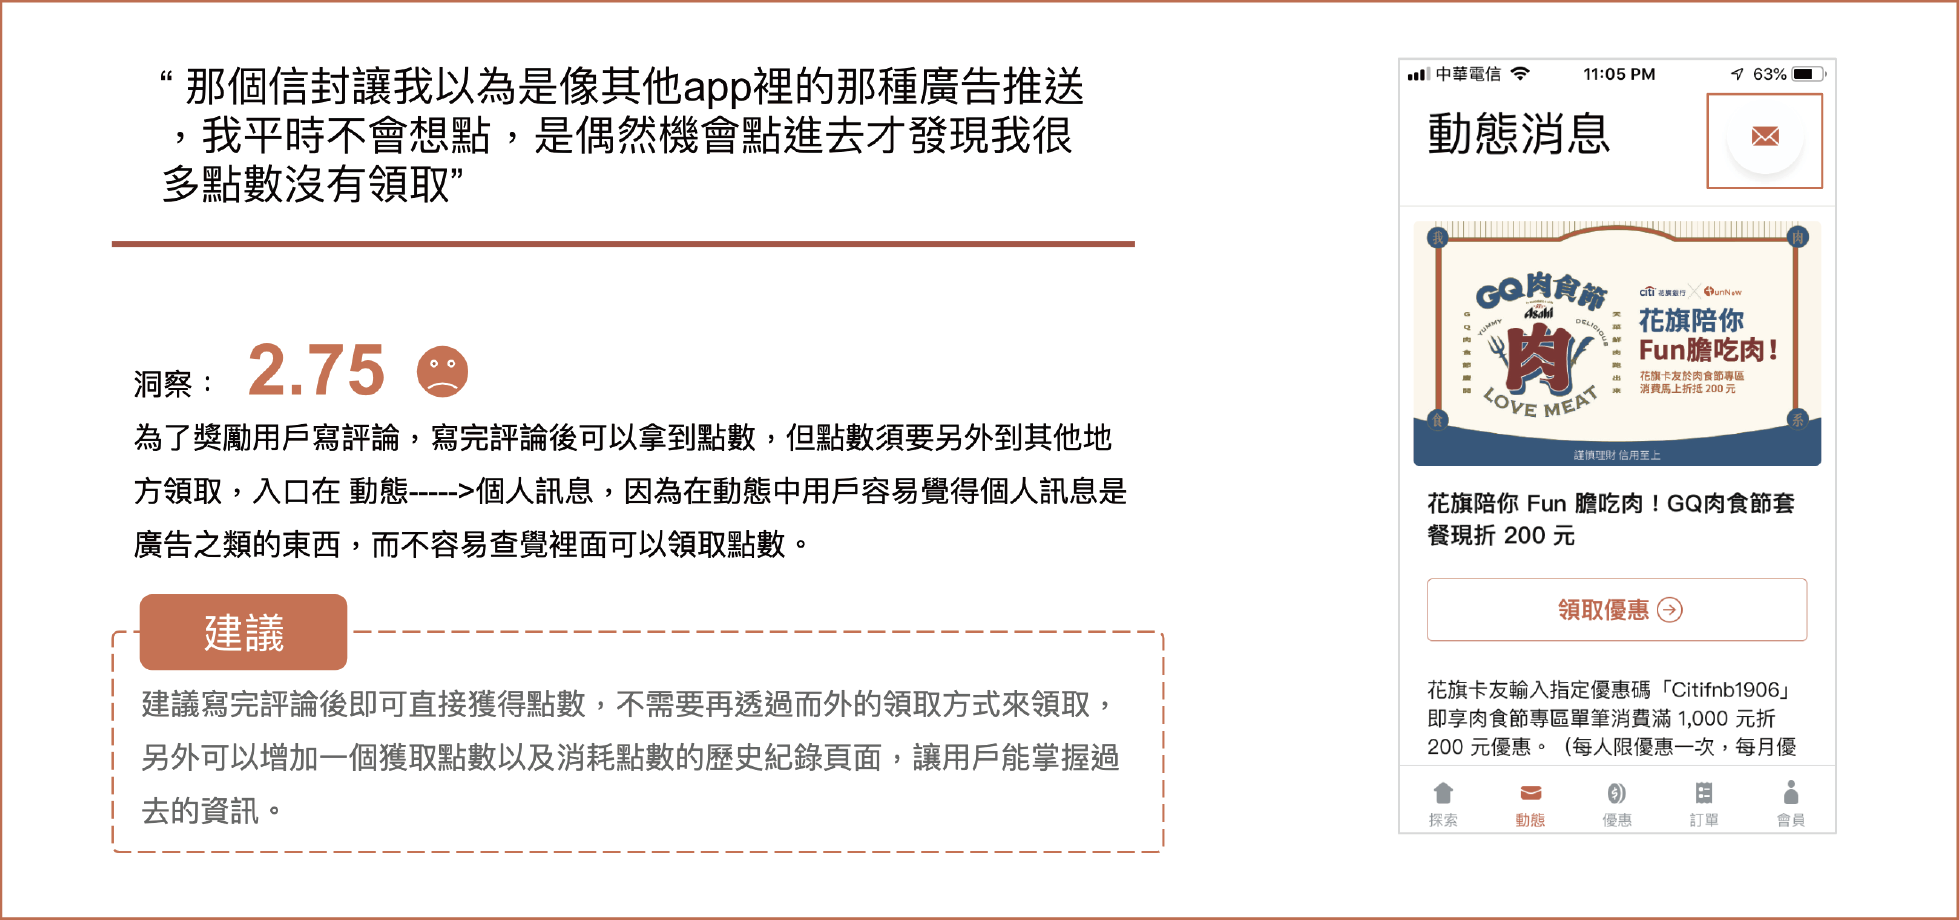 “ 那個信封讓我以為是像其他app裡的那種廣告推送
，我平時不會想點，是偶然機會點進去才發現我很
多點數沒有領取”
洞察： 2.75
為了獎勵用戶寫評論，寫完評論後可以拿到點數，但點數須要另外到其他地
方領取，入口在 動態----->個人訊息，因為在動態中用戶容易覺得個人訊息是
廣告之類的東西，而不容易查覺裡面可以領取點數。
建議
建議寫完評論後即可直接獲得點數，不需要再透過而外的領取方式來領取，
另外可以增加一個獲取點數以及消耗點數的歷史紀錄頁面，讓用戶能掌握過
去的資訊。
中華電信 11:05 PM 63%
動態消息
我 肉
GQ肉食節
Asahi
YUMMY DELICIOUS
肉
LOVE MEAT
GQ肉食節慶開
citi 花旗銀行 X FunNow
花旗陪你
Fun膽吃肉！
花旗卡友於肉食節專區
消費馬上折抵 200 元
食 系
謹慎理財 信用至上
花旗陪你 Fun 膽吃肉！GQ肉食節套
餐現折 200 元
領取優惠
花旗卡友輸入指定優惠碼「Citifnb1906」
即享肉食節專區單筆消費滿 1,000 元折
200 元優惠。（每人限優惠一次，每月優
探索 動態 優惠 訂單 會員